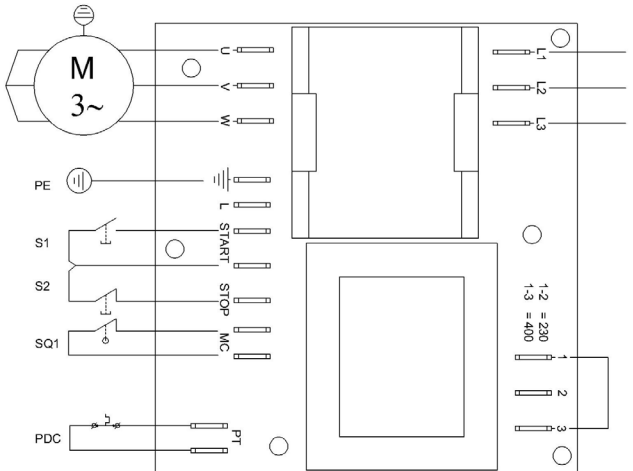 M
3~
U
V
W
L1
L2
L3
PE
L
S1
START
S2
STOP
SQ1
MC
PDC
PT
1-2 = 230
1-3 = 400
1
2
3